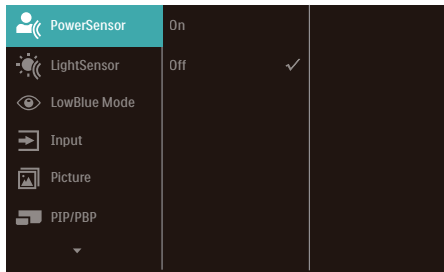 PowerSensor
On
LightSensor
Off
LowBlue Mode
Input
Picture
PIP/PBP